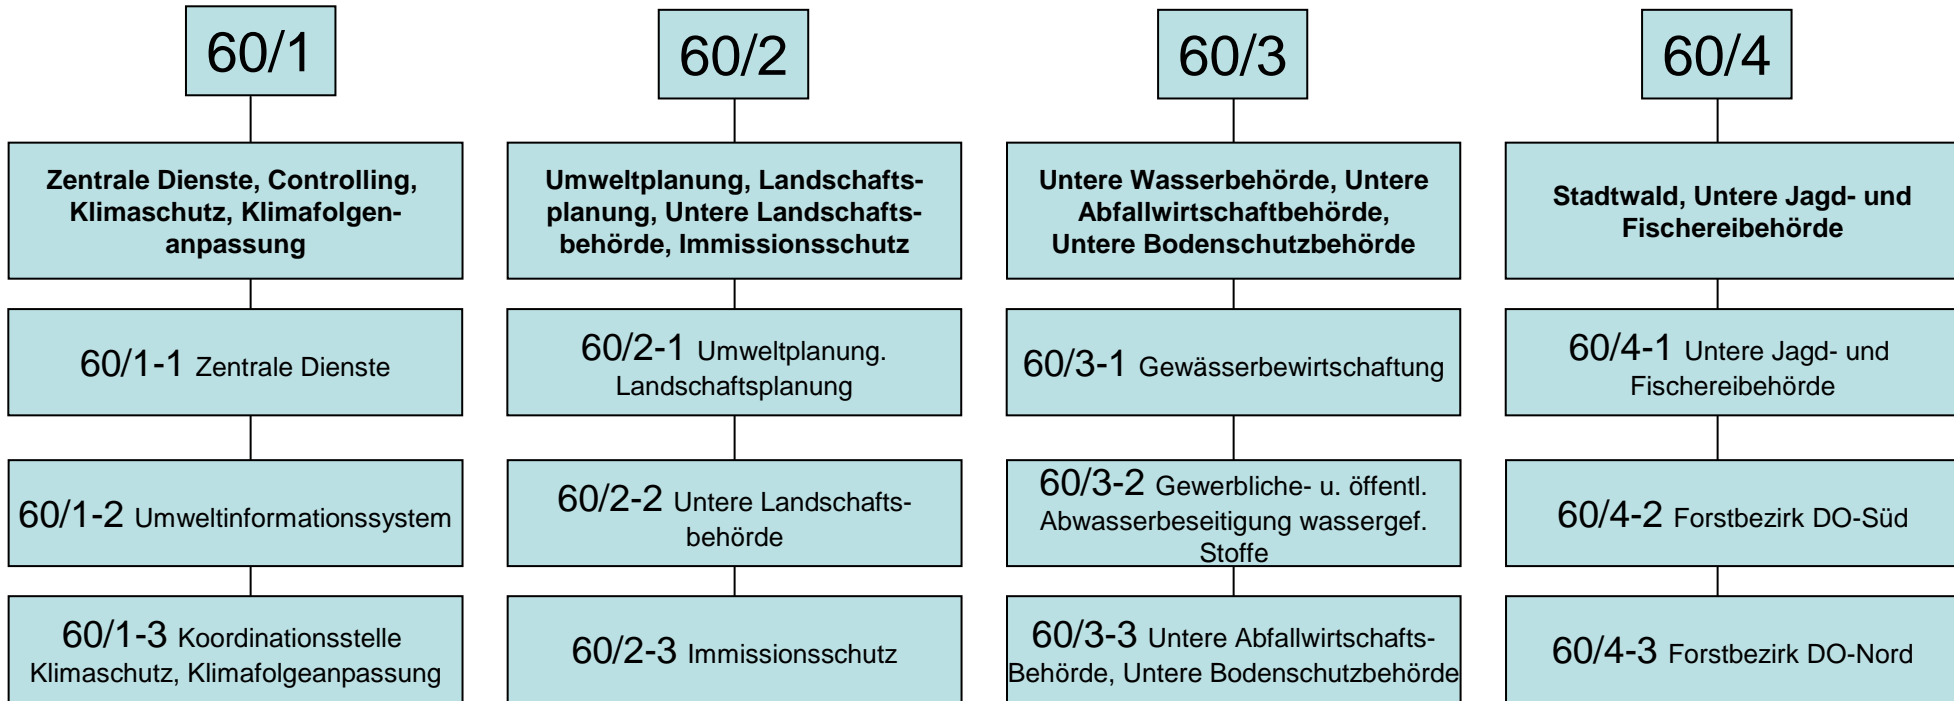 60/1
60/2
60/3
60/4
Zentrale Dienste, Controlling,
Klimaschutz, Klimafolgen-
anpassung
Umweltplanung, Landschafts-
planung, Untere Landschafts-
behörde, Immissionsschutz
Untere Wasserbehörde, Untere
Abfallwirtschaftbehörde,
Untere Bodenschutzbehörde
Stadtwald, Untere Jagd- und
Fischereibehörde
60/1-1 Zentrale Dienste
60/2-1 Umweltplanung.
Landschaftsplanung
60/3-1 Gewässerbewirtschaftung
60/4-1 Untere Jagd- und
Fischereibehörde
60/1-2 Umweltinformationssystem
60/2-2 Untere Landschafts-
behörde
60/3-2 Gewerbliche- u. öffentl.
Abwasserbeseitigung wassergef.
Stoffe
60/4-2 Forstbezirk DO-Süd
60/1-3 Koordinationsstelle
Klimaschutz, Klimafolgeanpassung
60/2-3 Immissionsschutz
60/3-3 Untere Abfallwirtschafts-
Behörde, Untere Bodenschutzbehörde
60/4-3 Forstbezirk DO-Nord